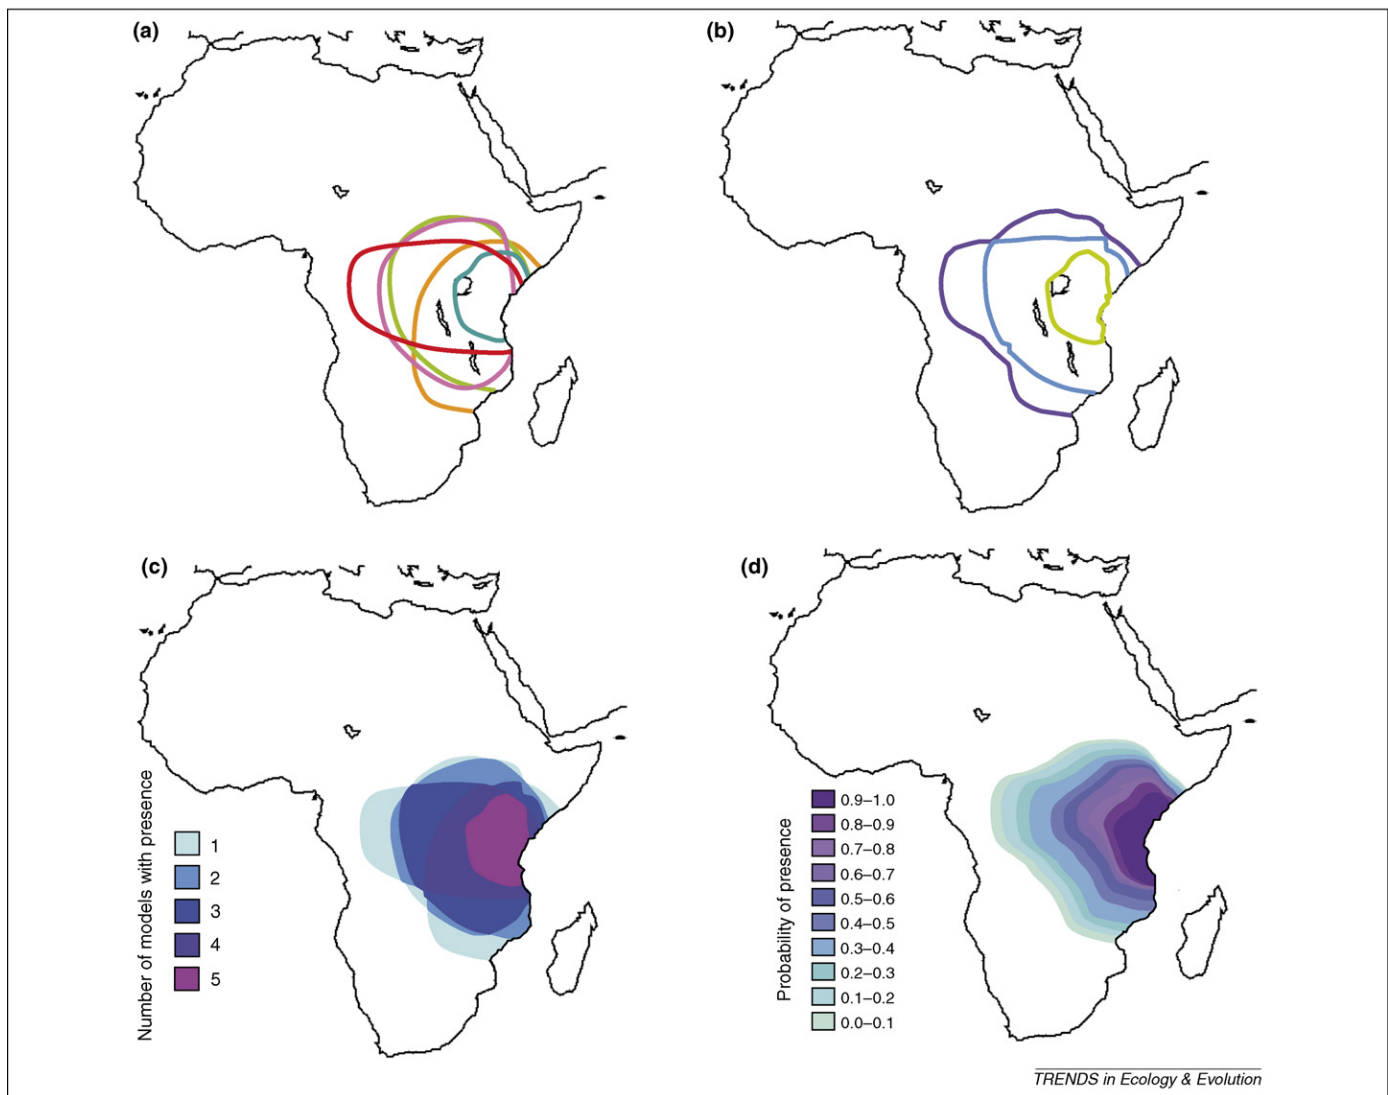 (a)
(b)
(c)
Number of models with presence
1
2
3
4
5
(d)
Probability of presence
0.9–1.0
0.8–0.9
0.7–0.8
0.6–0.7
0.5–0.6
0.4–0.5
0.3–0.4
0.2–0.3
0.1–0.2
0.0–0.1
TRENDS in Ecology & Evolution